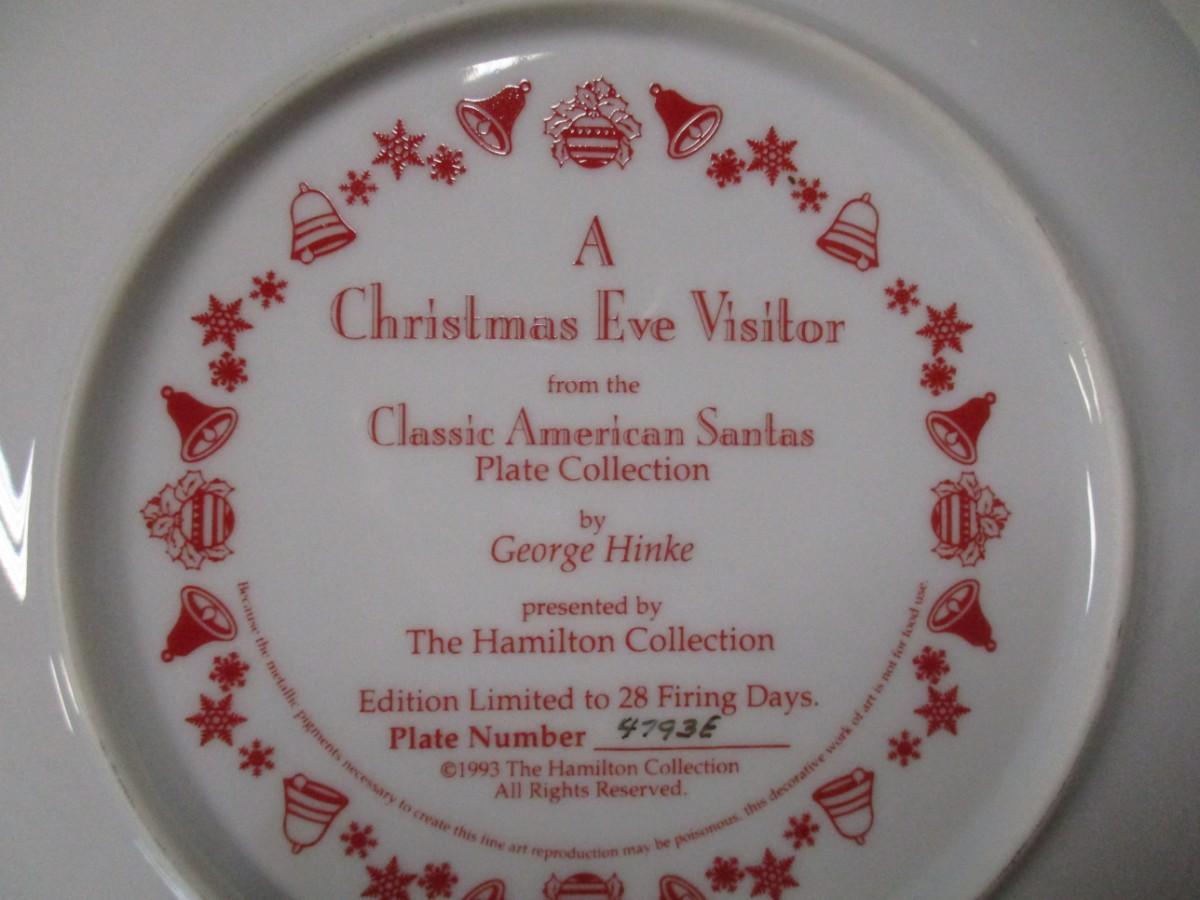 A
Christmas Eve Visitor
from the
Classic American Santas
Plate Collection
by
George Hinke
presented by
The Hamilton Collection
Edition Limited to 28 Firing Days.
Plate Number 4793E
©1993 The Hamilton Collection
All Rights Reserved.
Because the metallic pigments necessary to create this fine art reproduction may be poisonous, this decorative work of art is not for food use.